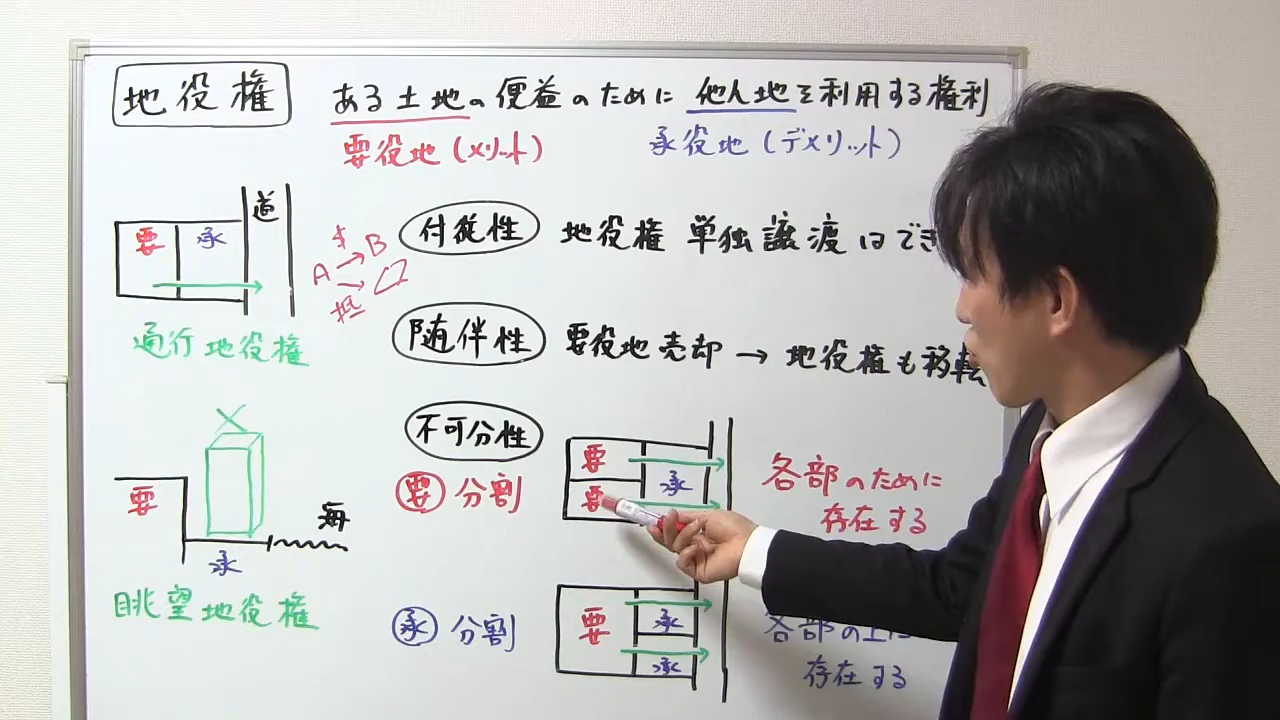 地役権
ある土地の便益のために他人地を利用する権利
要役地(メリット)
承役地(デメリット)
道
要
承
通行地役権
A → B
担
付従性
地役権 単独譲渡はでき
随伴性
要役地売却 → 地役権も移転
不可分性
要 分割
要
要
承
各部のために
存在する
要
承
海
眺望地役権
承 分割
要
承
承
各部の上に
存在する